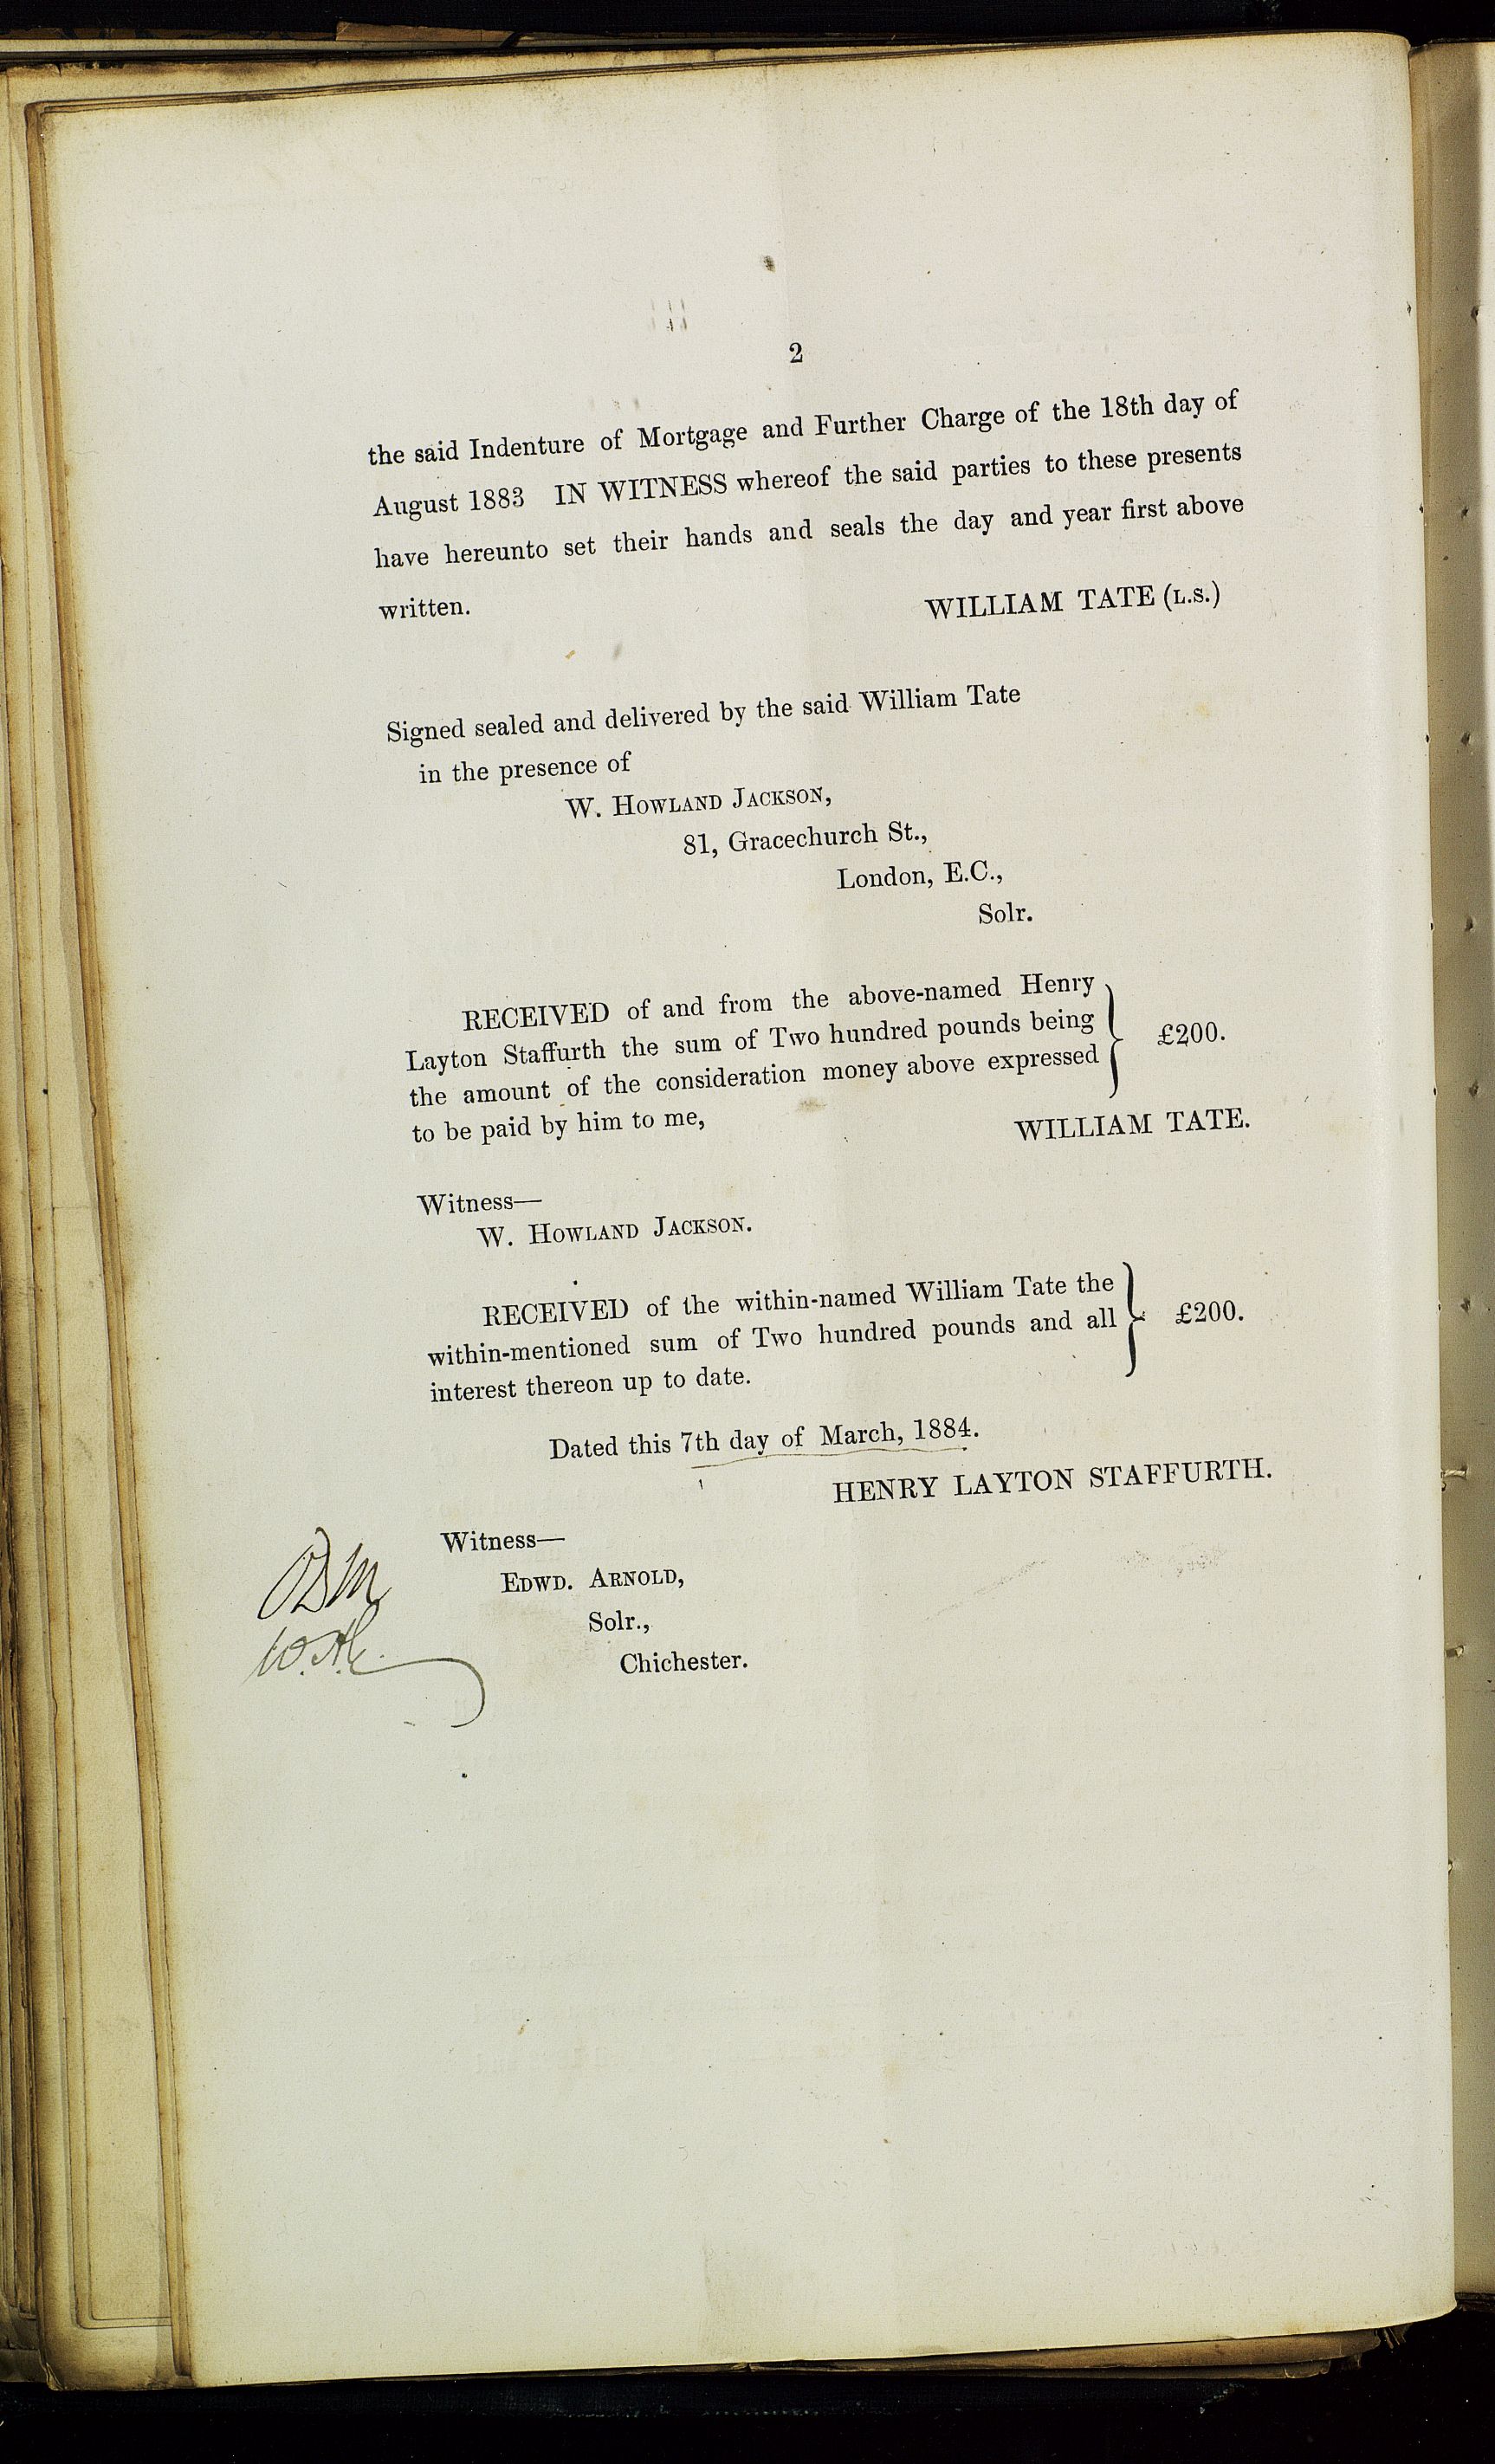 2
the said Indenture of Mortgage and Further Charge of the 18th day of
August 1883 IN WITNESS whereof the said parties to these presents
have hereunto set their hands and seals the day and year first above
written.
WILLIAM TATE (L.S.)
Signed sealed and delivered by the said William Tate
in the presence of
W. HOWLAND JACKSON,
81, Gracechurch St.,
London, E.C.,
Solr.
RECEIVED of and from the above-named Henry
Layton Staffurth the sum of Two hundred pounds being
the amount of the consideration money above expressed
to be paid by him to me,
£200.
WILLIAM TATE.
Witness—
W. HOWLAND JACKSON.
RECEIVED of the within-named William Tate the
within-mentioned sum of Two hundred pounds and all
interest thereon up to date.
£200.
Dated this 7th day of March, 1884.
HENRY LAYTON STAFFURTH.
Witness—
EDWD. ARNOLD,
Solr.,
Chichester.